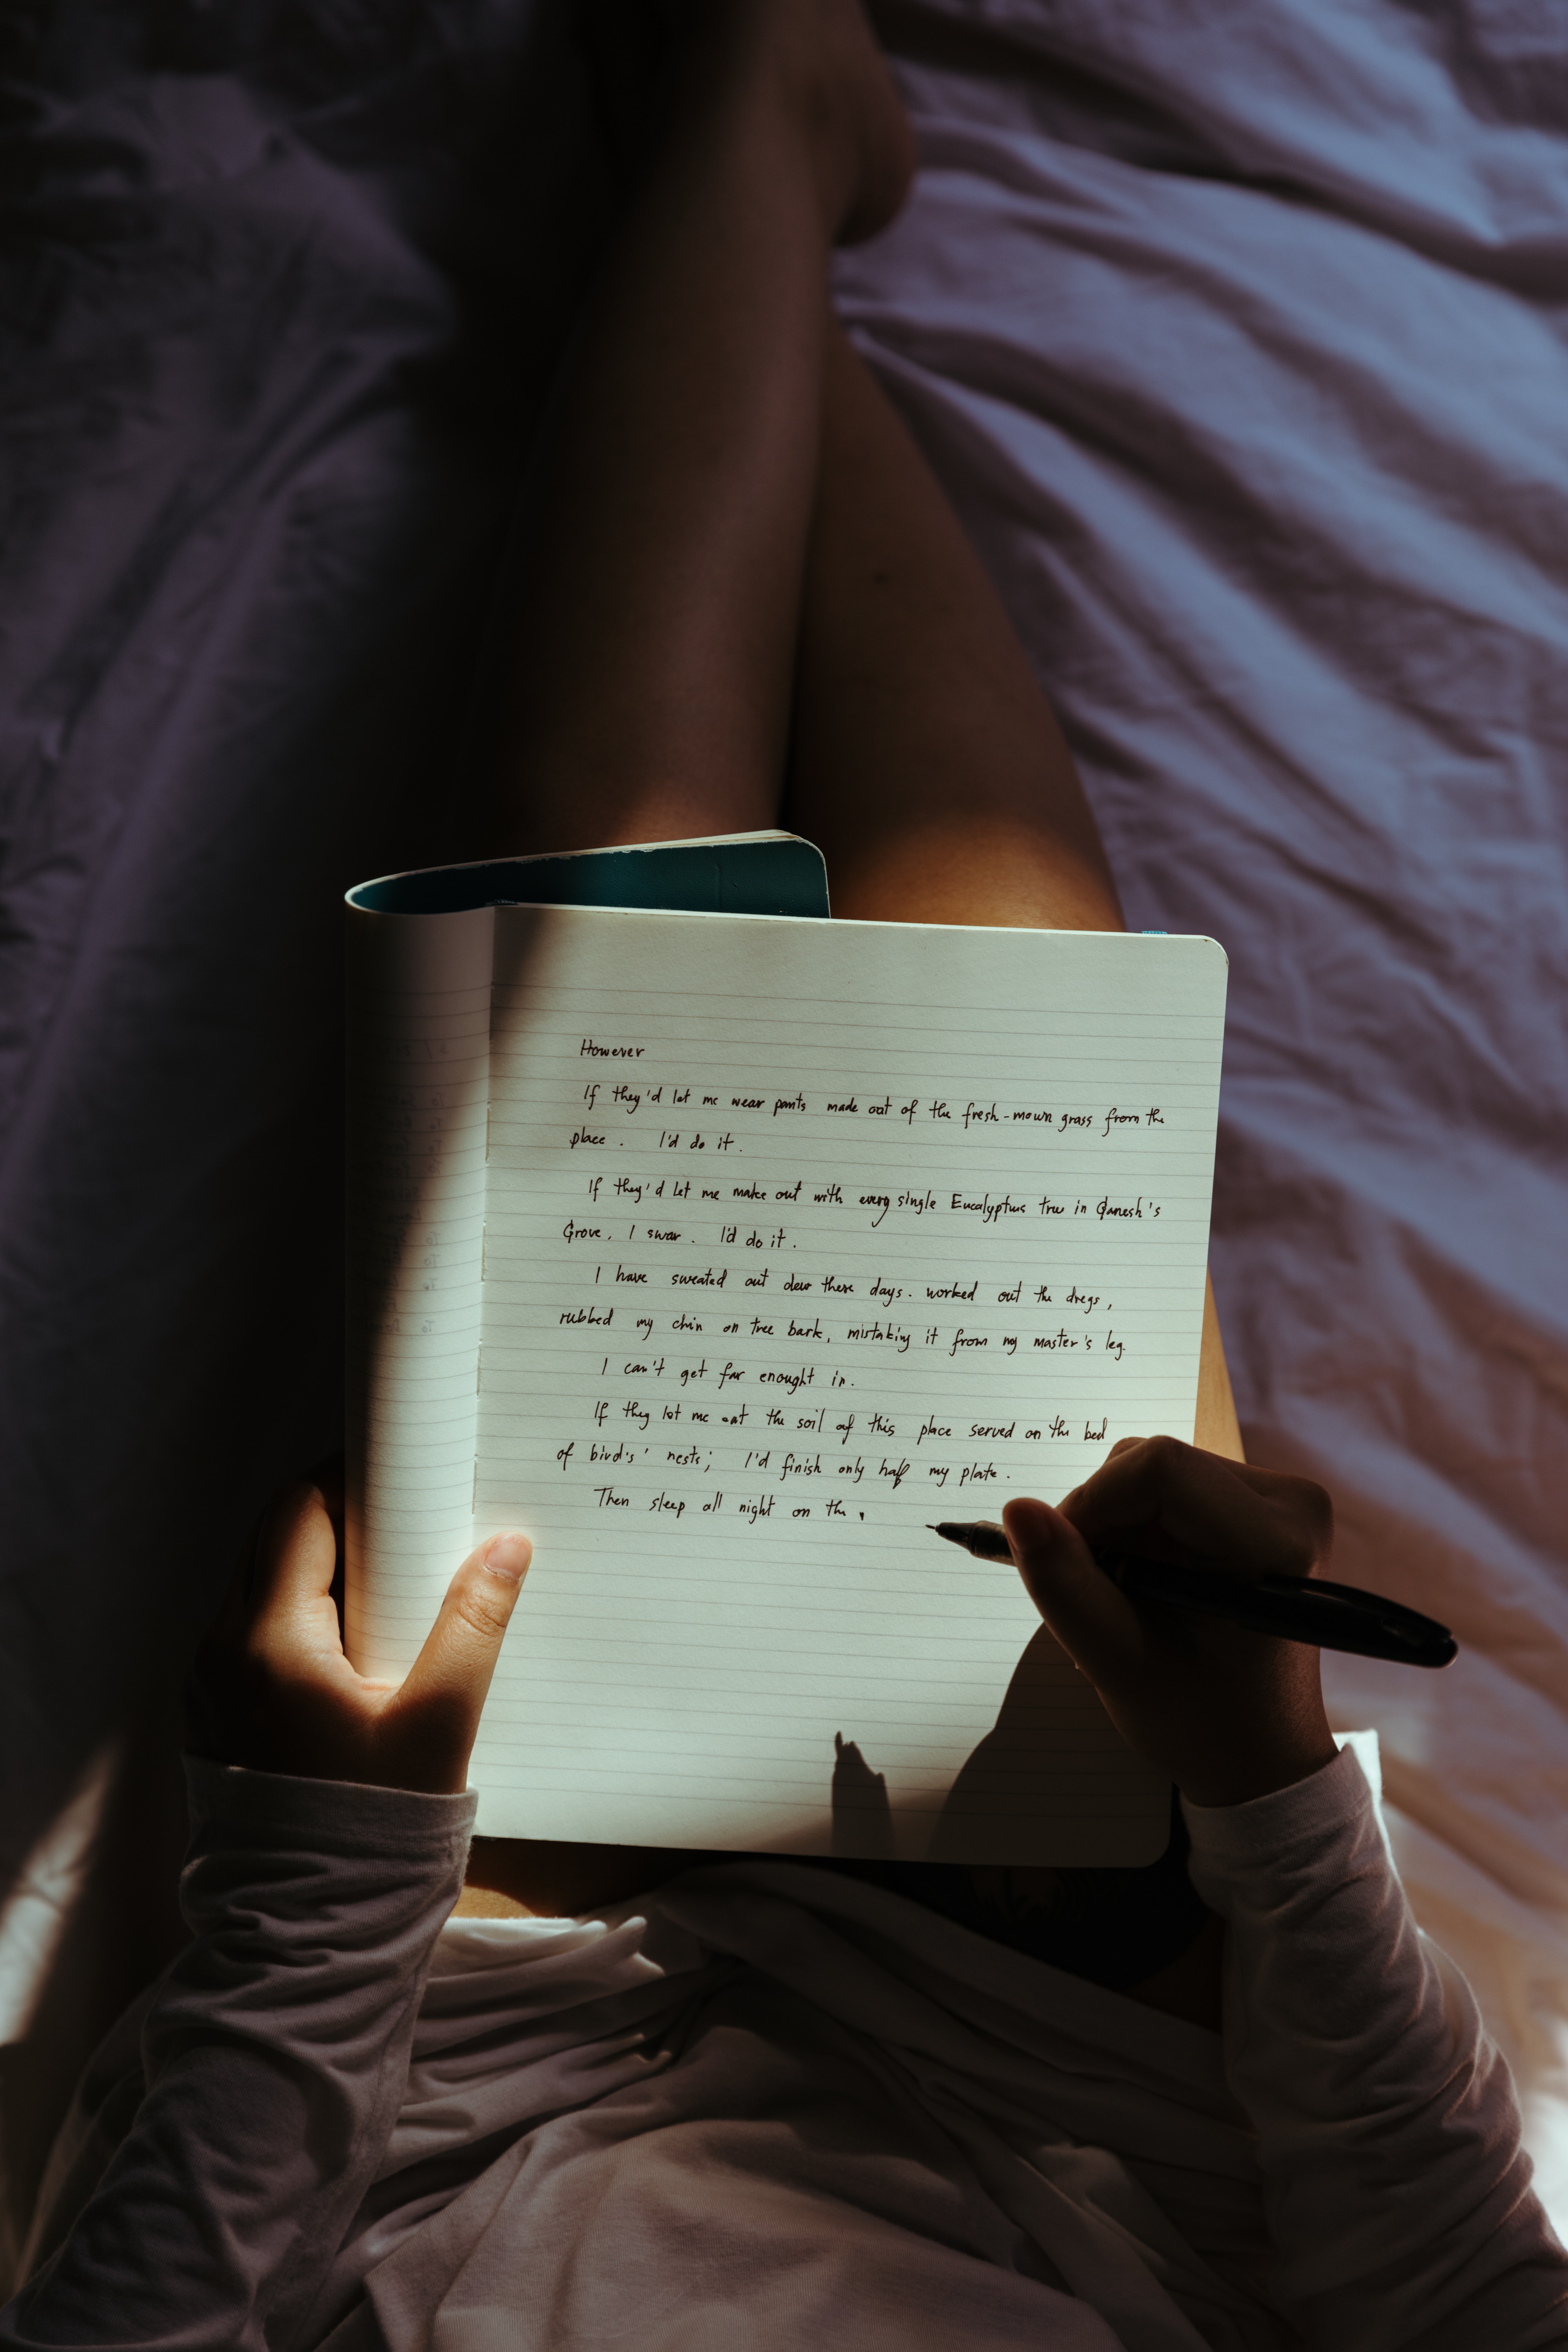 However
If they'd let me wear pants made out of the fresh-mown grass from the
place. I'd do it.
If they'd let me make out with every single Eucalyptus tree in Ganesh's
Grove, I swar. I'd do it.
I have sweated out dew these days. worked out the dregs,
rubbed my chin on tree bark, mistaking it from my master's leg.
I can't get far enought in.
If they let me eat the soil of this place served on the bed
of bird's' nests; I'd finish only half my plate.
Then sleep all night on the